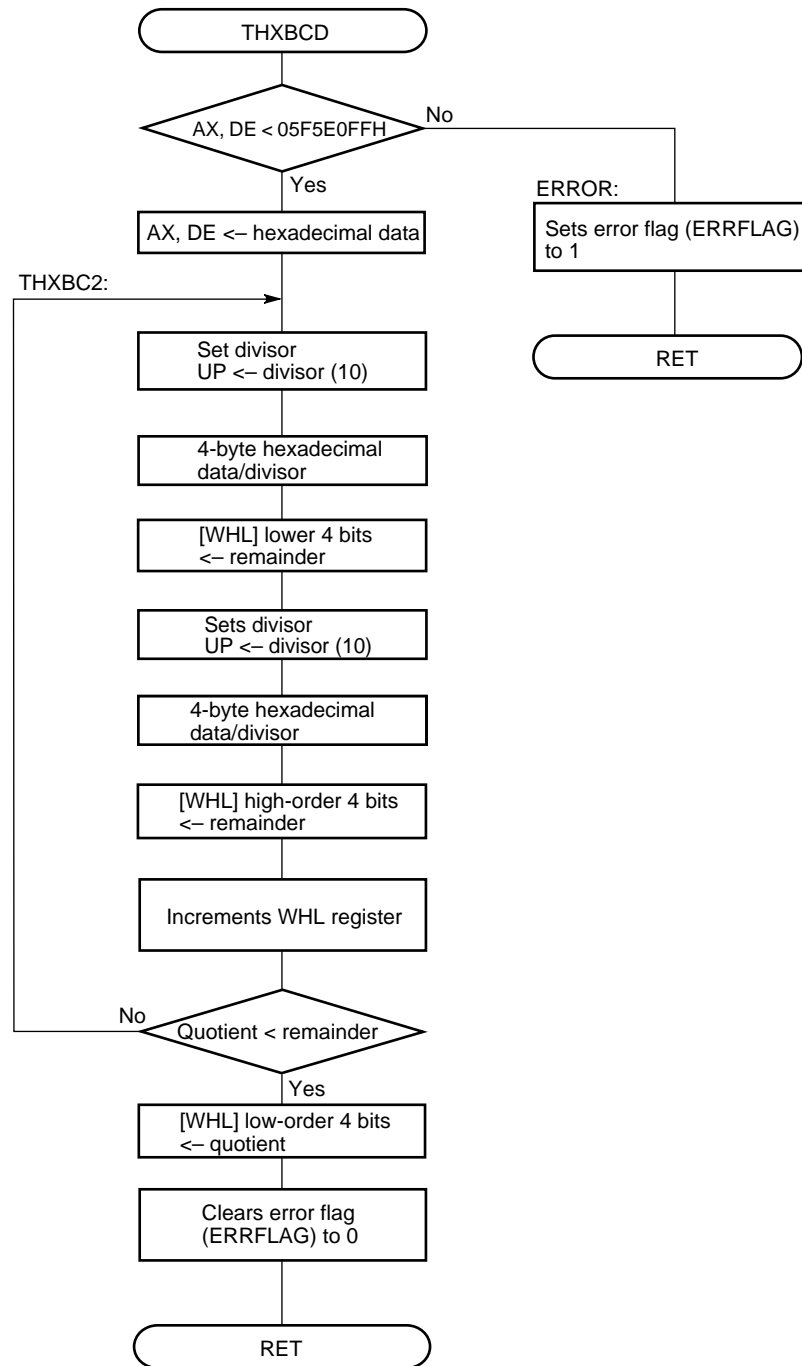 THXBCD
AX, DE < 05F5E0FFH
No
Yes
ERROR:
Sets error flag (ERRFLAG)
to 1
RET
AX, DE <– hexadecimal data
THXBC2:
Set divisor
UP <– divisor (10)
4-byte hexadecimal
data/divisor
[WHL] lower 4 bits
<– remainder
Sets divisor
UP <– divisor (10)
4-byte hexadecimal
data/divisor
[WHL] high-order 4 bits
<– remainder
Increments WHL register
No
Quotient < remainder
Yes
[WHL] low-order 4 bits
<– quotient
Clears error flag
(ERRFLAG) to 0
RET